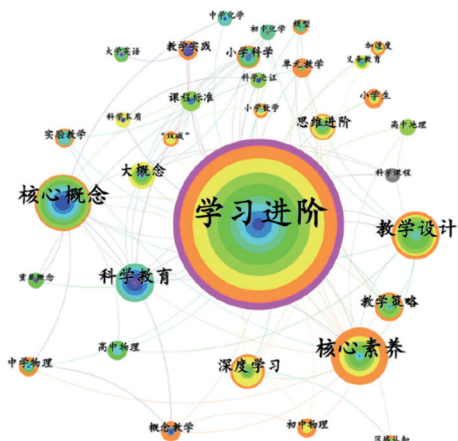 中学化学
初中化学
模型
大学英语
教学实践
小学科学
加速度
义务教育
单元教学
科学论证
小学生
课程标准
小学数学
科学本质
思维进阶
高中地理
实验教学
"双减"
大概念
科学课程
核心概念
学习进阶
教学设计
科学教育
重要概念
教学策略
高中物理
核心素养
中学物理
深度学习
概念教学
初中物理